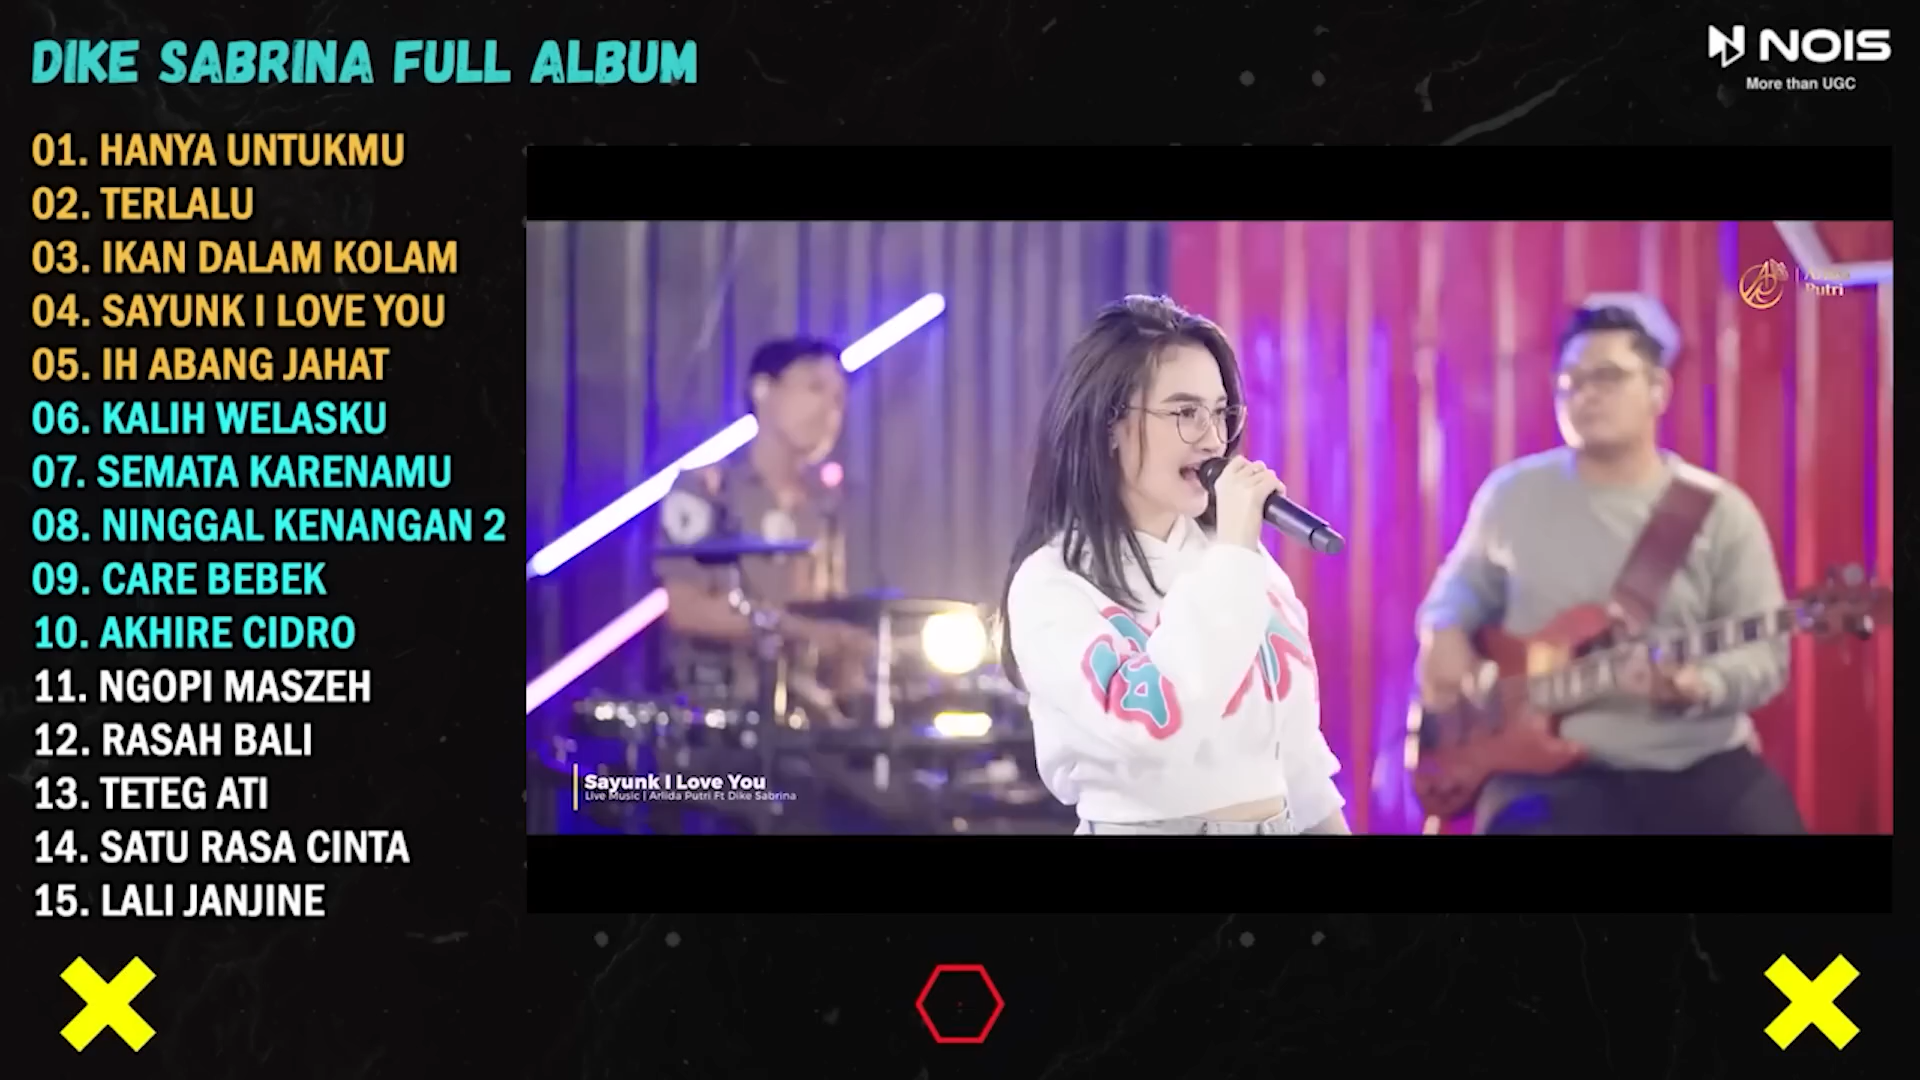 DIKE SABRINA FULL ALBUM
NOIS
More than UGC
01. HANYA UNTUKMU
02. TERLALU
03. IKAN DALAM KOLAM
04. SAYUNK I LOVE YOU
05. IH ABANG JAHAT
06. KALIH WELASKU
07. SEMATA KARENAMU
08. NINGGAL KENANGAN 2
09. CARE BEBEK
10. AKHIRE CIDRO
11. NGOPI MASZEH
12. RASAH BALI
13. TETEG ATI
14. SATU RASA CINTA
15. LALI JANJINE
Putri
Sayunk I Love You
Live Music | Arlida Putri Ft Dike Sabrina